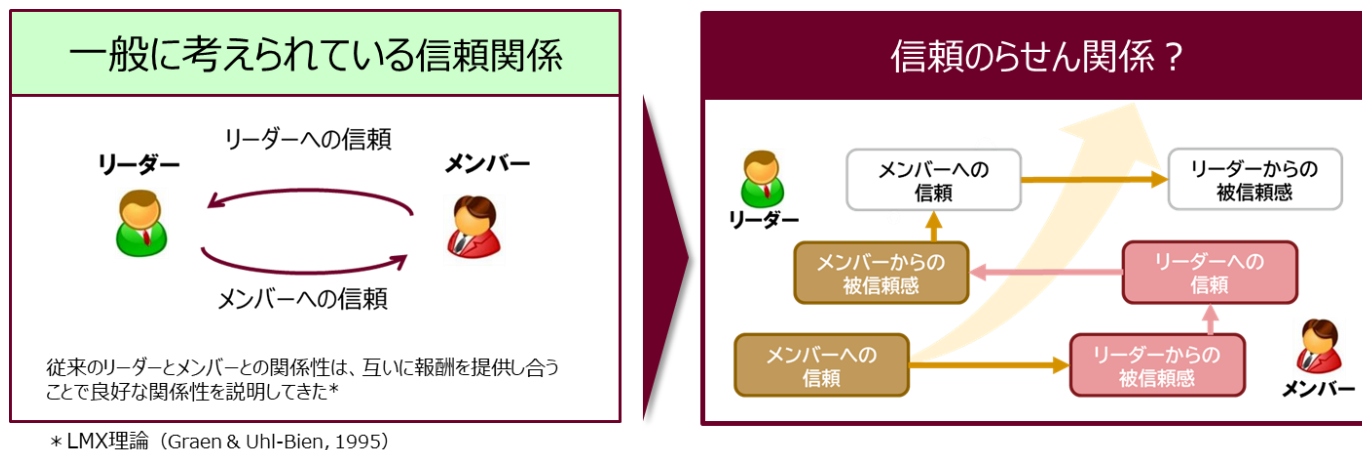 一般に考えられている信頼関係
リーダーへの信頼
リーダー
メンバー
メンバーへの信頼
従来のリーダーとメンバーとの関係性は、互いに報酬を提供し合う
ことで良好な関係性を説明してきた*
*LMX理論(Graen & Uhl-Bien, 1995)
信頼のらせん関係?
リーダー
メンバーへの
信頼
リーダーからの
被信頼感
メンバーからの
被信頼感
リーダーへの
信頼
メンバーへの
信頼
リーダーからの
被信頼感
メンバー